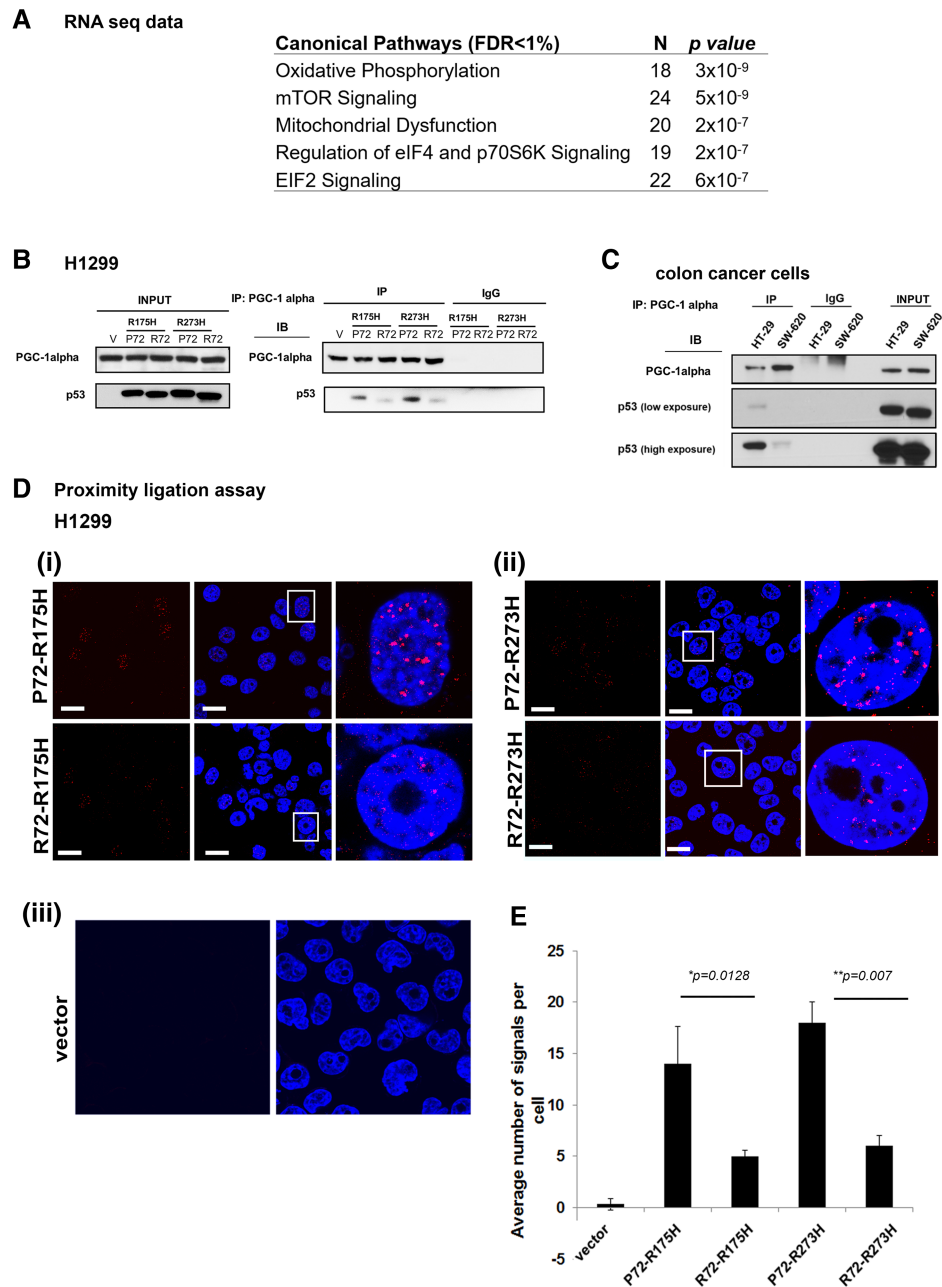 A RNA seq data
Canonical Pathways (FDR<1%) N p value
Oxidative Phosphorylation 18 3x10-9
mTOR Signaling 24 5x10-9
Mitochondrial Dysfunction 20 2x10-7
Regulation of eIF4 and p70S6K Signaling 19 2x10-7
EIF2 Signaling 22 6x10-7
B H1299
INPUT
R175H R273H
P72 R72 P72 R72
PGC-1alpha
p53
IP: PGC-1 alpha
IP IgG
IB
R175H R273H R175H R273H
V P72 R72 P72 R72 P72 R72 P72 R72
PGC-1alpha
p53
C colon cancer cells
IP: PGC-1 alpha
IP IgG INPUT
IB
HT-29 SW-620 HT-29 SW-620 HT-29 SW-620
PGC-1alpha
p53 (low exposure)
p53 (high exposure)
D Proximity ligation assay
H1299
(i)
P72-R175H
R72-R175H
(ii)
P72-R273H
R72-R273H
(iii)
vector
E
Average number of signals per
cell
25
20
15
10
5
0
-5
*p=0.0128
**p=0.007
vector
P72-R175H
R72-R175H
P72-R273H
R72-R273H